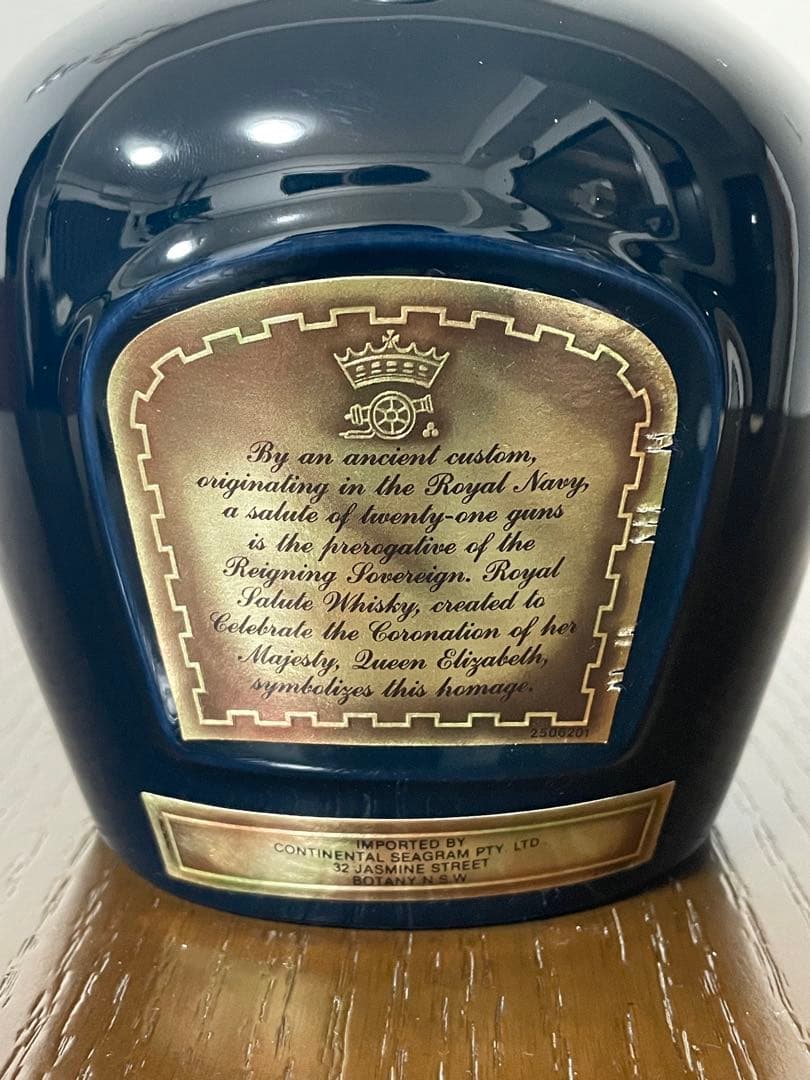 By an ancient custom,
originating in the Royal Navy,
a salute of twenty-one guns
is the prerogative of the
Reigning Sovereign. Royal
Salute Whisky, created to
Celebrate the Coronation of her
Majesty, Queen Elizabeth,
symbolizes this homage.
2506201
IMPORTED BY
CONTINENTAL SEAGRAM PTY. LTD
32 JASMINE STREET
BOTANY N.S.W